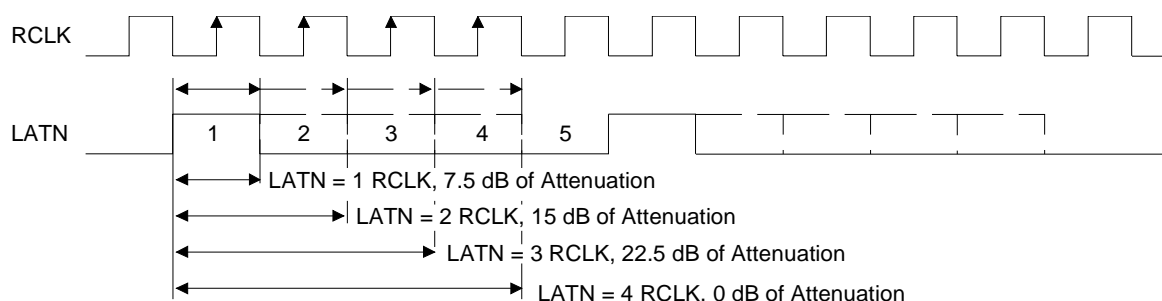 RCLK
LATN
1 2 3 4 5
LATN = 1 RCLK, 7.5 dB of Attenuation
LATN = 2 RCLK, 15 dB of Attenuation
LATN = 3 RCLK, 22.5 dB of Attenuation
LATN = 4 RCLK, 0 dB of Attenuation